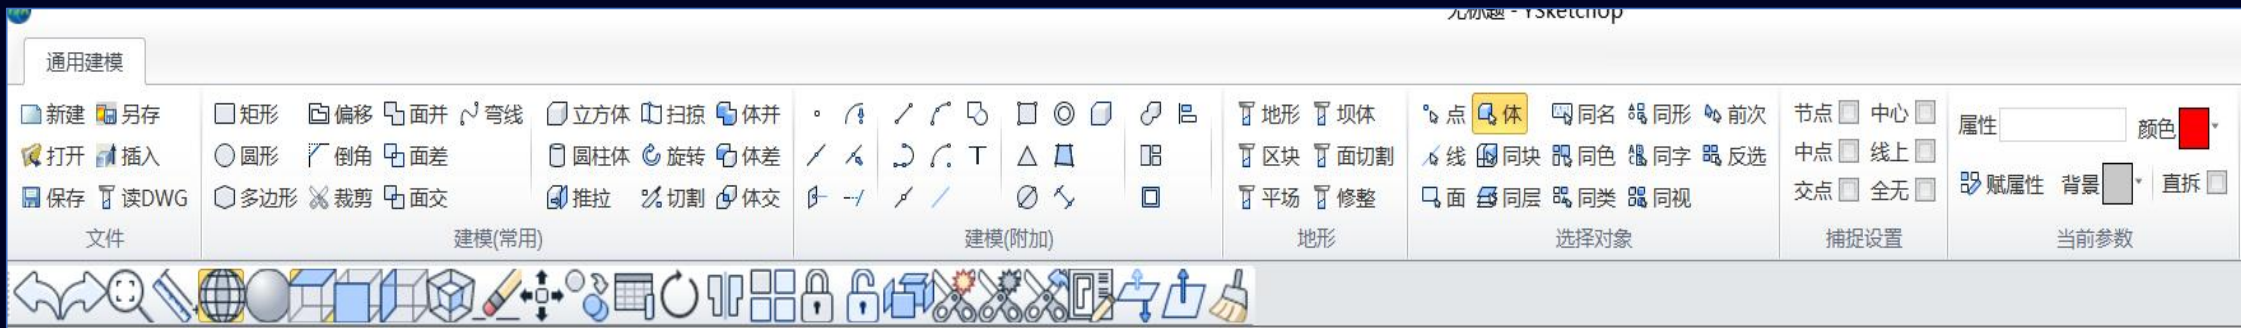 无标题 - YSketchUp
通用建模
新建 另存 矩形 偏移 面并 弯线 立方体 扫掠 体并 地形 坝体 点 体 同名 同形 前次 节点 中心 属性 颜色
打开 插入 圆形 倒角 面差 圆柱体 旋转 体差 T 区块 面切割 线 同块 同色 同字 反选 中点 线上
保存 读DWG 多边形 裁剪 面交 推拉 切割 体交 平场 修整 面 同层 同类 同视 交点 全无 赋属性 背景 直拆
文件 建模(常用) 建模(附加) 地形 选择对象 捕捉设置 当前参数